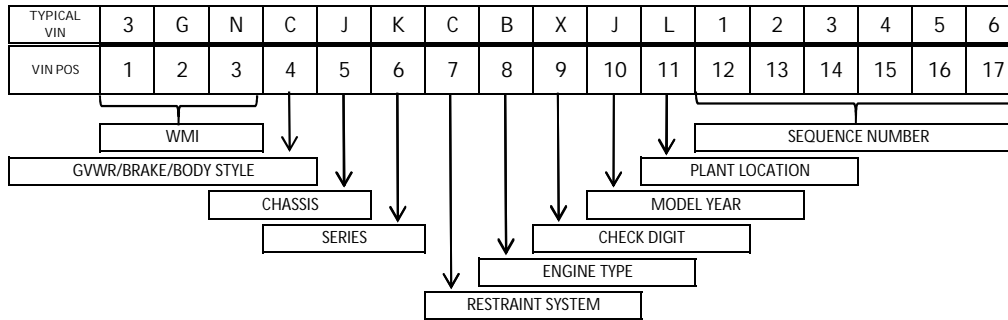 TYPICAL VIN 3 G N C J K C B X J L 1 2 3 4 5 6
VIN POS 1 2 3 4 5 6 7 8 9 10 11 12 13 14 15 16 17
WMI SEQUENCE NUMBER
GVWR/BRAKE/BODY STYLE PLANT LOCATION
CHASSIS MODEL YEAR
SERIES CHECK DIGIT
ENGINE TYPE
RESTRAINT SYSTEM